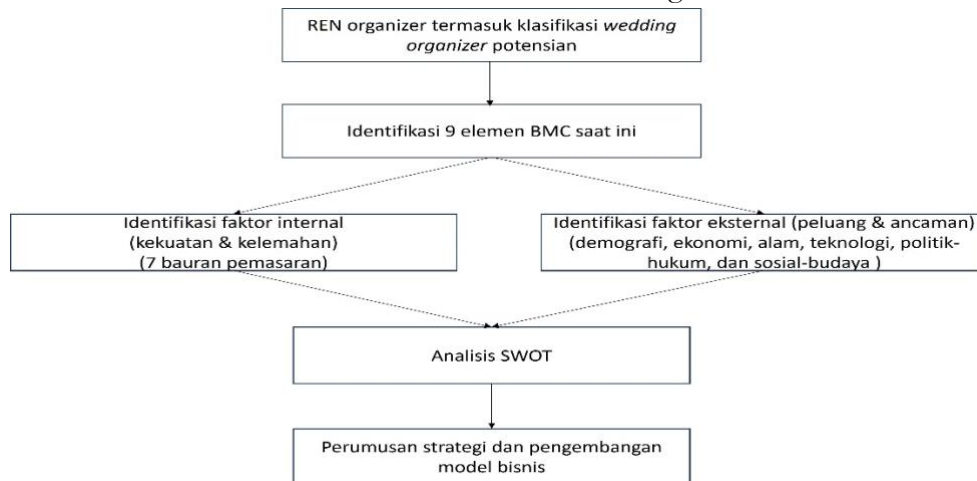 REN organizer termasuk klasifikasi wedding
organizer potensian
Identifikasi 9 elemen BMC saat ini
Identifikasi faktor internal
(kekuatan & kelemahan)
(7 bauran pemasaran)
Identifikasi faktor eksternal (peluang & ancaman)
(demografi, ekonomi, alam, teknologi, politik-
hukum, dan sosial-budaya )
Analisis SWOT
Perumusan strategi dan pengembangan
model bisnis